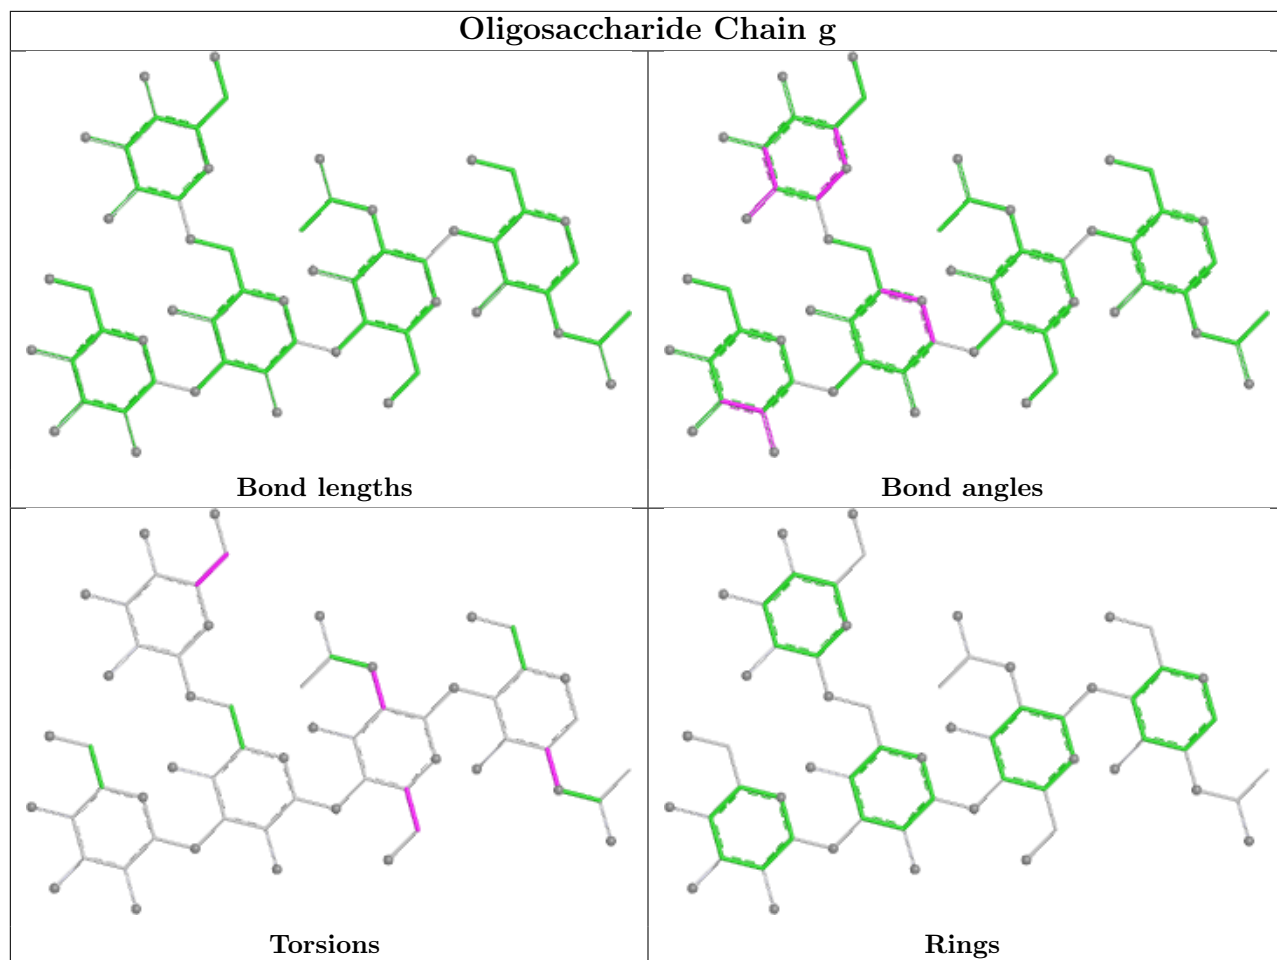 Oligosaccharide Chain g
Bond lengths
Bond angles
Torsions
Rings